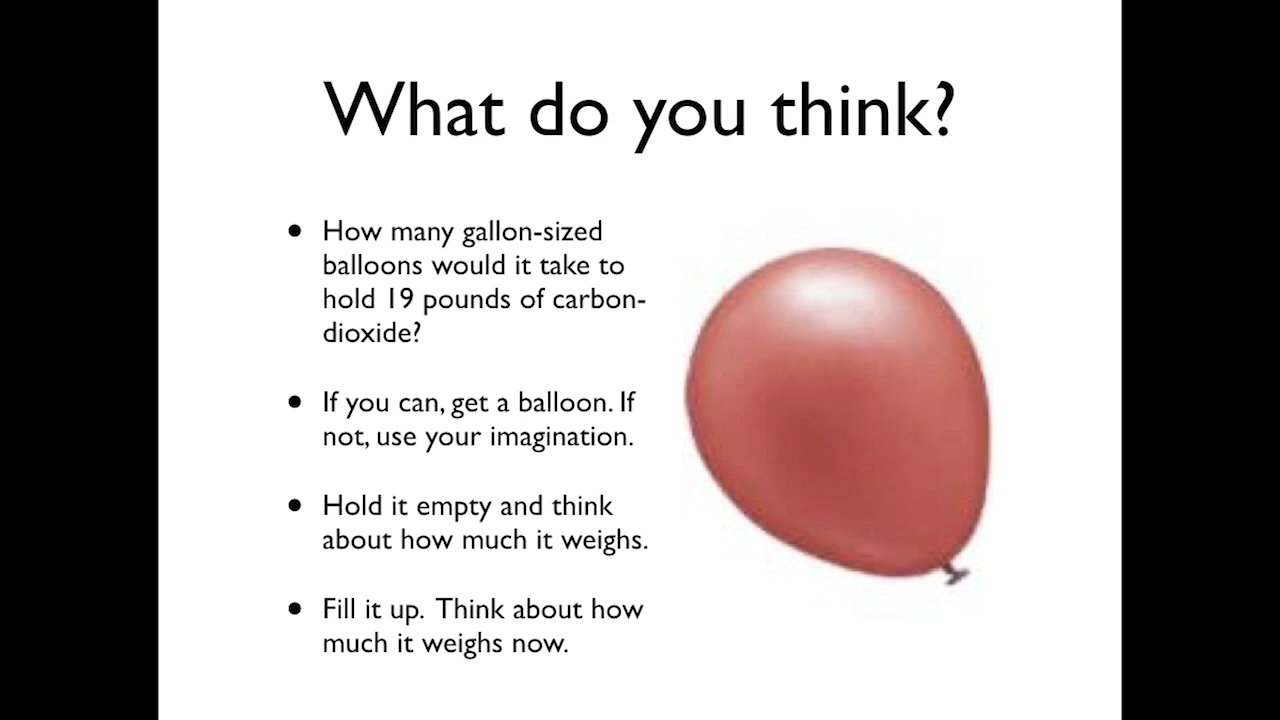 What do you think?
• How many gallon-sized
balloons would it take to
hold 19 pounds of carbon-
dioxide?
• If you can, get a balloon. If
not, use your imagination.
• Hold it empty and think
about how much it weighs.
• Fill it up.  Think about how
much it weighs now.